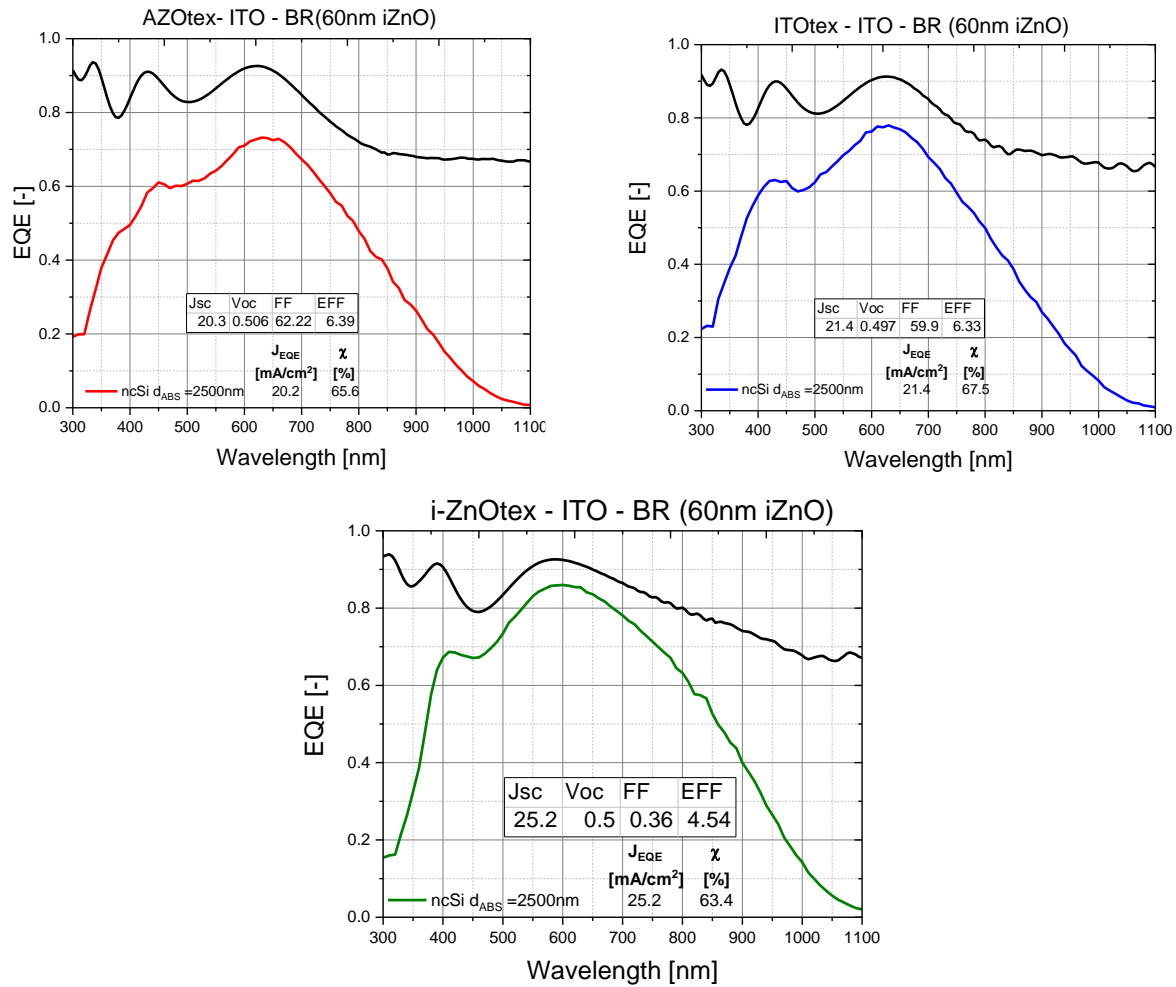 AZOtex- ITO - BR(60nm iZnO)
EQE [-]
1.0
0.8
0.6
0.4
0.2
0.0
Jsc Voc FF EFF
20.3 0.506 62.22 6.39
J_EQE χ
[mA/cm²] [%]
ncSi d_ABS =2500nm 20.2 65.6
300 400 500 600 700 800 900 1000 1100
Wavelength [nm]
ITOtex - ITO - BR (60nm iZnO)
EQE [-]
1.0
0.8
0.6
0.4
0.2
0.0
Jsc Voc FF EFF
21.4 0.497 59.9 6.33
J_EQE χ
[mA/cm²] [%]
ncSi d_ABS =2500nm 21.4 67.5
300 400 500 600 700 800 900 1000 1100
Wavelength [nm]
i-ZnOtex - ITO - BR (60nm iZnO)
EQE [-]
1.0
0.8
0.6
0.4
0.2
0.0
Jsc Voc FF EFF
25.2 0.5 0.36 4.54
J_EQE χ
[mA/cm²] [%]
ncSi d_ABS =2500nm 25.2 63.4
300 400 500 600 700 800 900 1000 1100
Wavelength [nm]